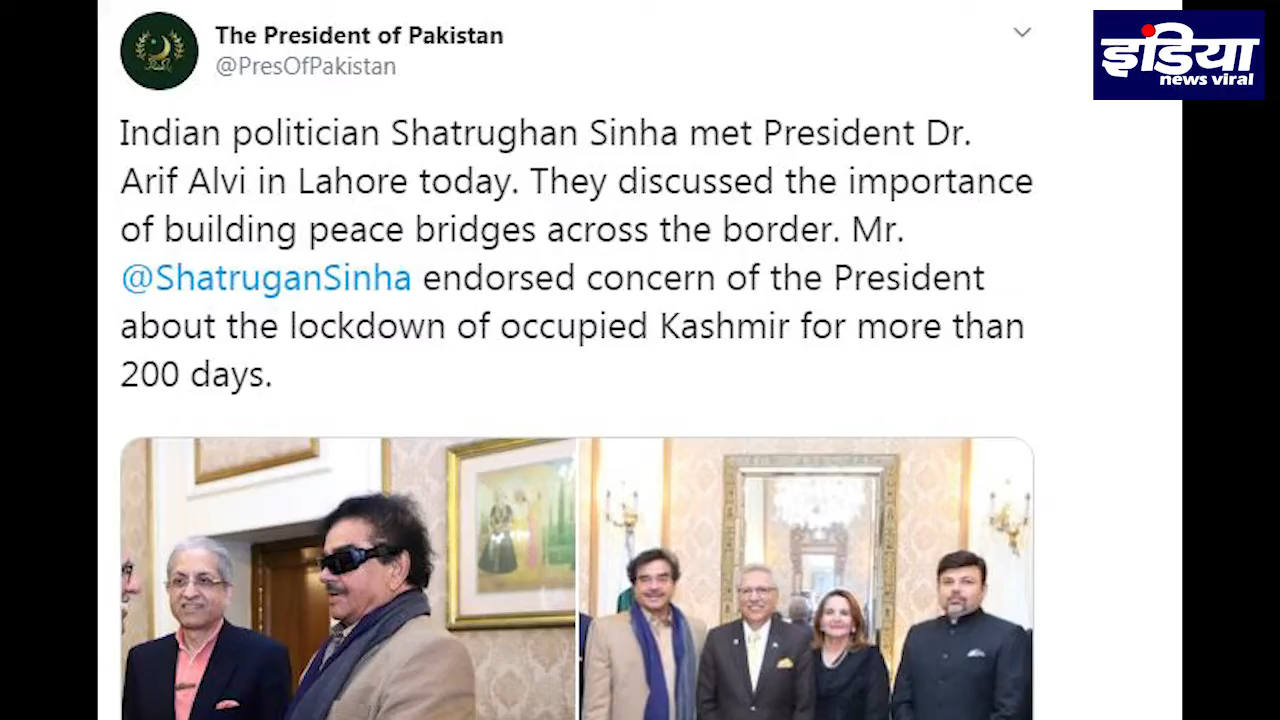 The President of Pakistan
@PresOfPakistan
इंडिया
news viral
Indian politician Shatrughan Sinha met President Dr.
Arif Alvi in Lahore today. They discussed the importance
of building peace bridges across the border. Mr.
@ShatruganSinha endorsed concern of the President
about the lockdown of occupied Kashmir for more than
200 days.